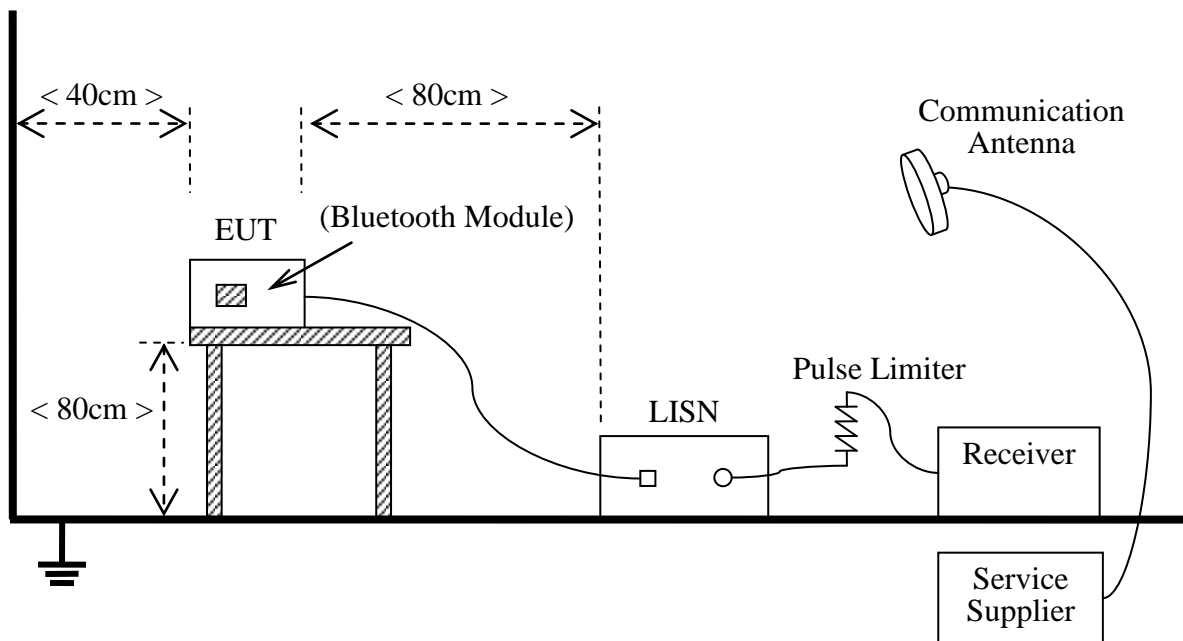 < 40cm >
< 80cm >
Communication
Antenna
(Bluetooth Module)
EUT
Pulse Limiter
< 80cm >
LISN
Receiver
Service
Supplier